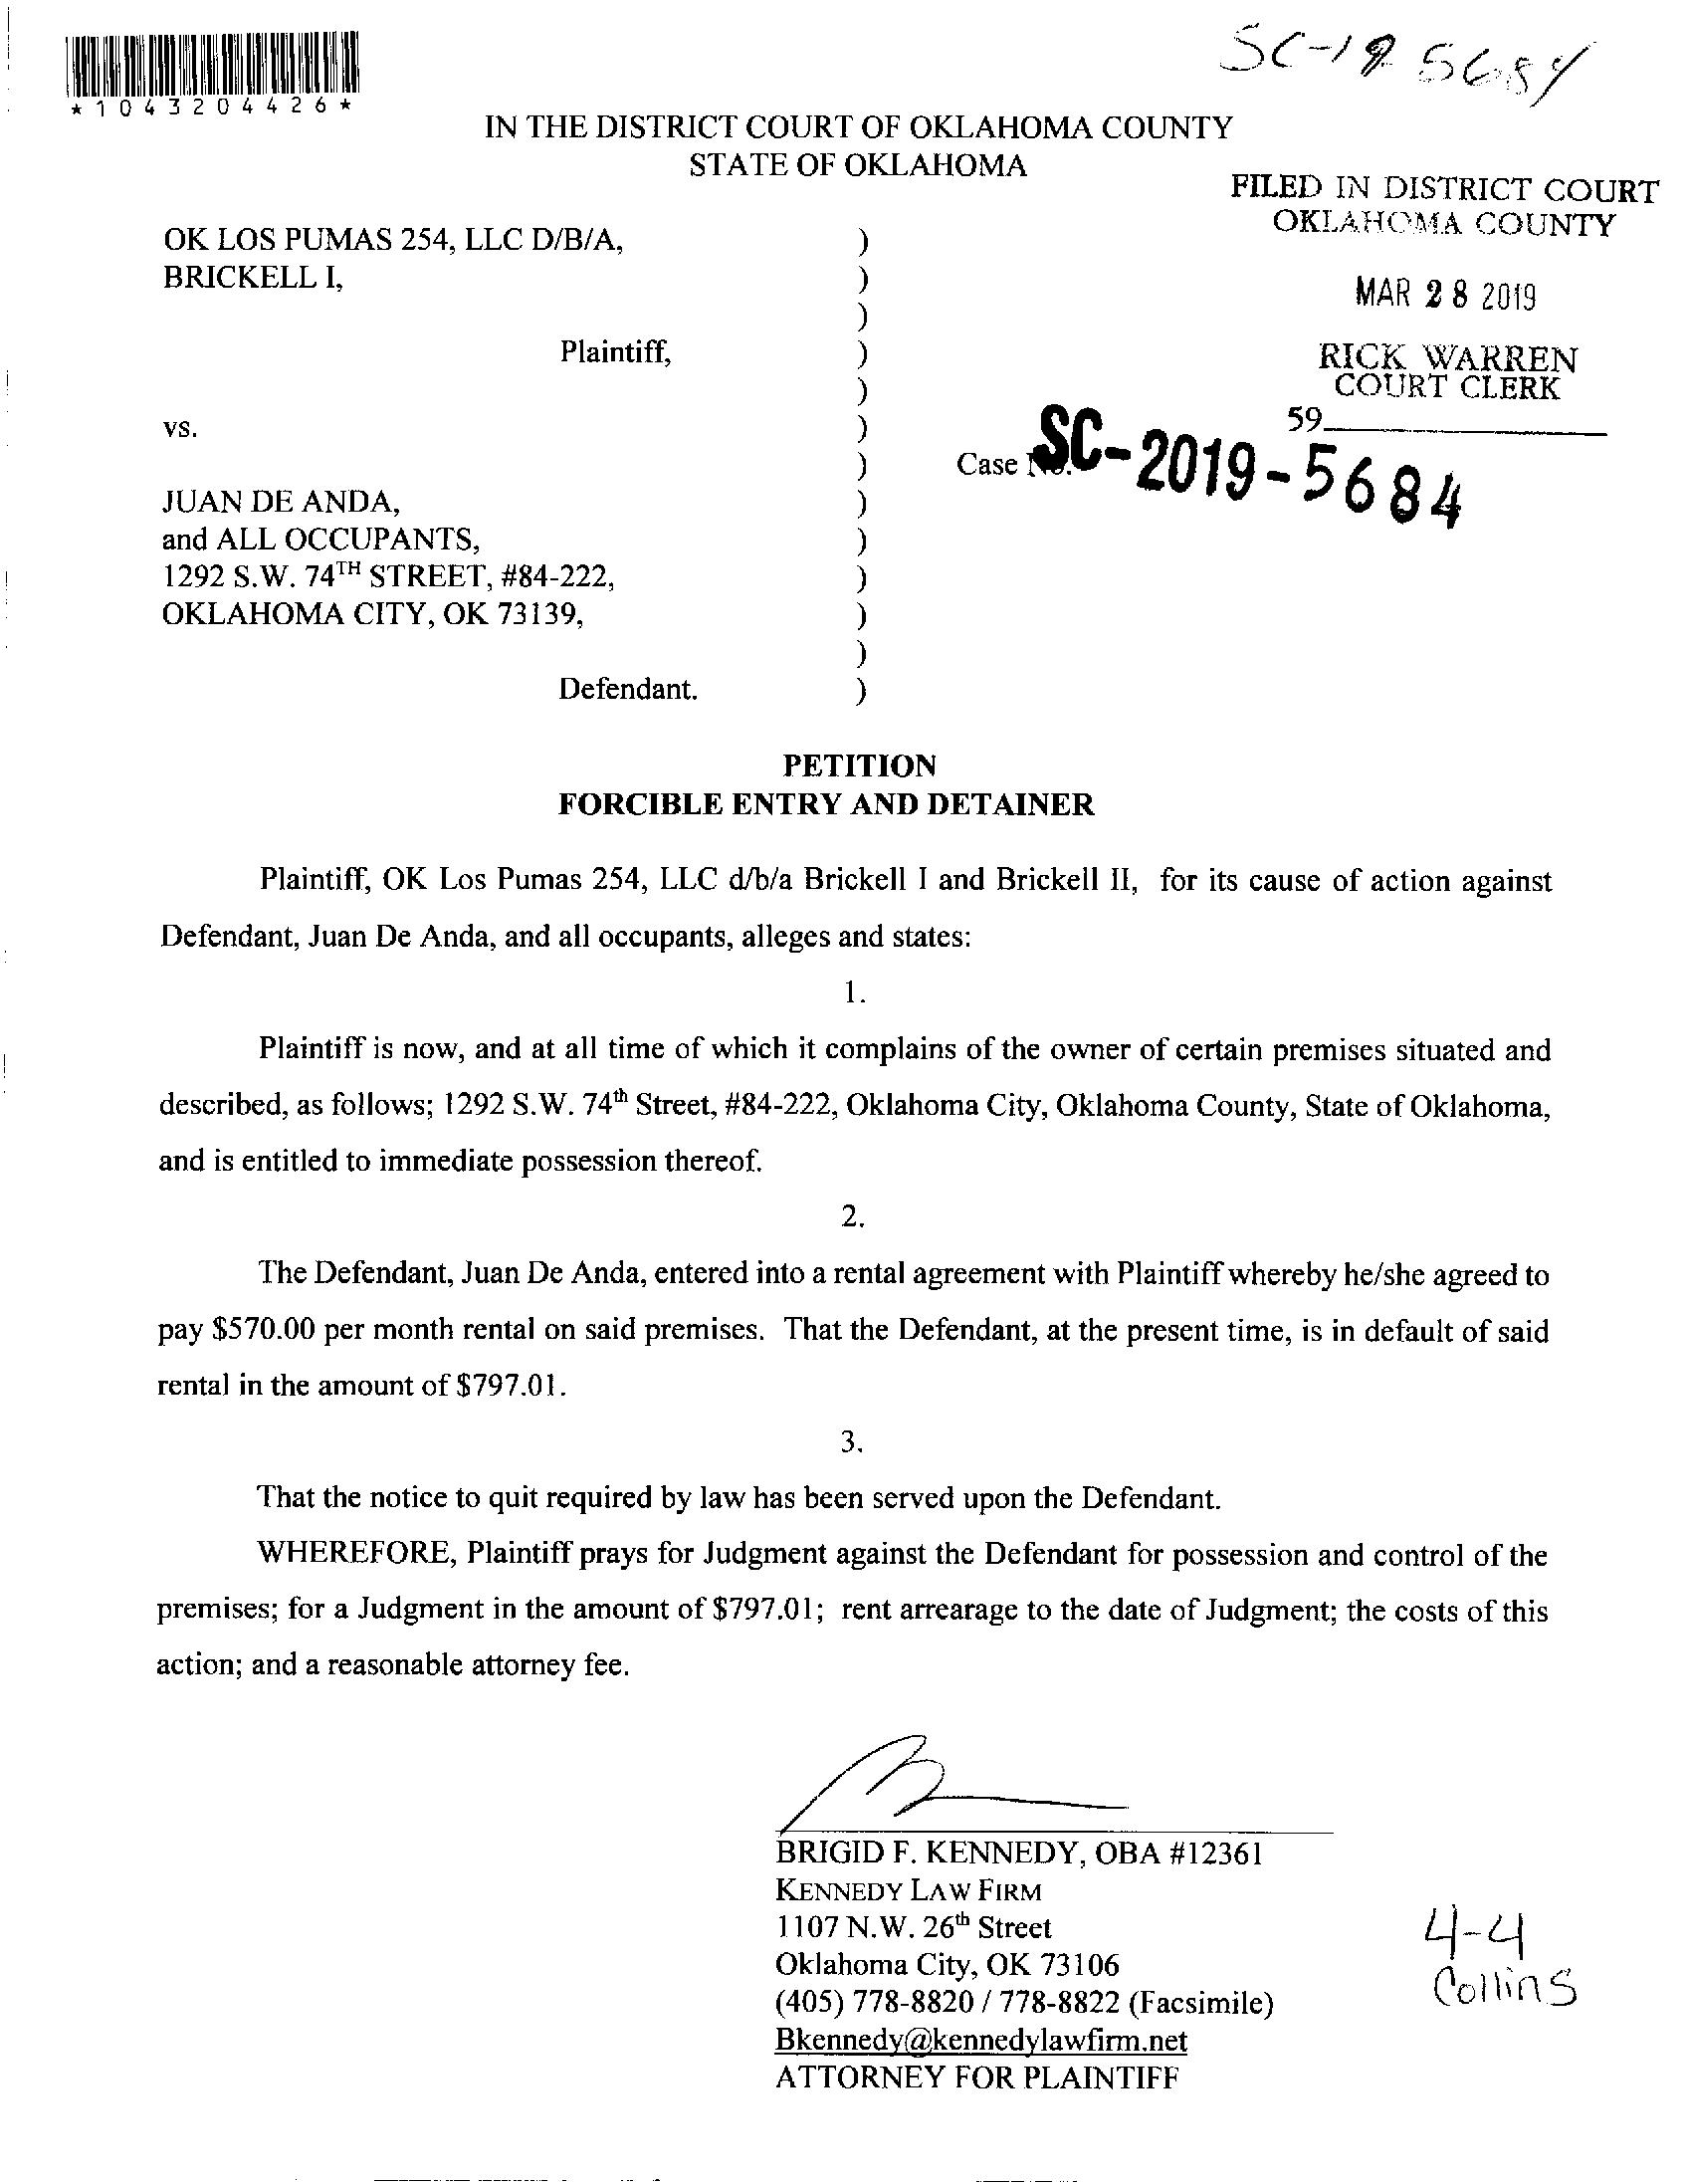 SC-19 5684
*1043204426*
IN THE DISTRICT COURT OF OKLAHOMA COUNTY
STATE OF OKLAHOMA
FILED IN DISTRICT COURT
OKLAHOMA COUNTY
MAR 28 2019
RICK WARREN
COURT CLERK
59
OK LOS PUMAS 254, LLC D/B/A, )
BRICKELL I, )
)
Plaintiff, )
)
vs. )
) Case No. SC-2019-5684
JUAN DE ANDA, )
and ALL OCCUPANTS, )
1292 S.W. 74TH STREET, #84-222, )
OKLAHOMA CITY, OK 73139, )
)
Defendant. )
PETITION
FORCIBLE ENTRY AND DETAINER
Plaintiff, OK Los Pumas 254, LLC d/b/a Brickell I and Brickell II, for its cause of action against
Defendant, Juan De Anda, and all occupants, alleges and states:
1.
Plaintiff is now, and at all time of which it complains of the owner of certain premises situated and
described, as follows; 1292 S.W. 74th Street, #84-222, Oklahoma City, Oklahoma County, State of Oklahoma,
and is entitled to immediate possession thereof.
2.
The Defendant, Juan De Anda, entered into a rental agreement with Plaintiff whereby he/she agreed to
pay $570.00 per month rental on said premises. That the Defendant, at the present time, is in default of said
rental in the amount of $797.01.
3.
That the notice to quit required by law has been served upon the Defendant.
WHEREFORE, Plaintiff prays for Judgment against the Defendant for possession and control of the
premises; for a Judgment in the amount of $797.01; rent arrearage to the date of Judgment; the costs of this
action; and a reasonable attorney fee.
BRIGID F. KENNEDY, OBA #12361
KENNEDY LAW FIRM
1107 N.W. 26th Street
Oklahoma City, OK 73106
(405) 778-8820 / 778-8822 (Facsimile)
Bkennedy@kennedylawfirm.net
ATTORNEY FOR PLAINTIFF
4-4
Collins